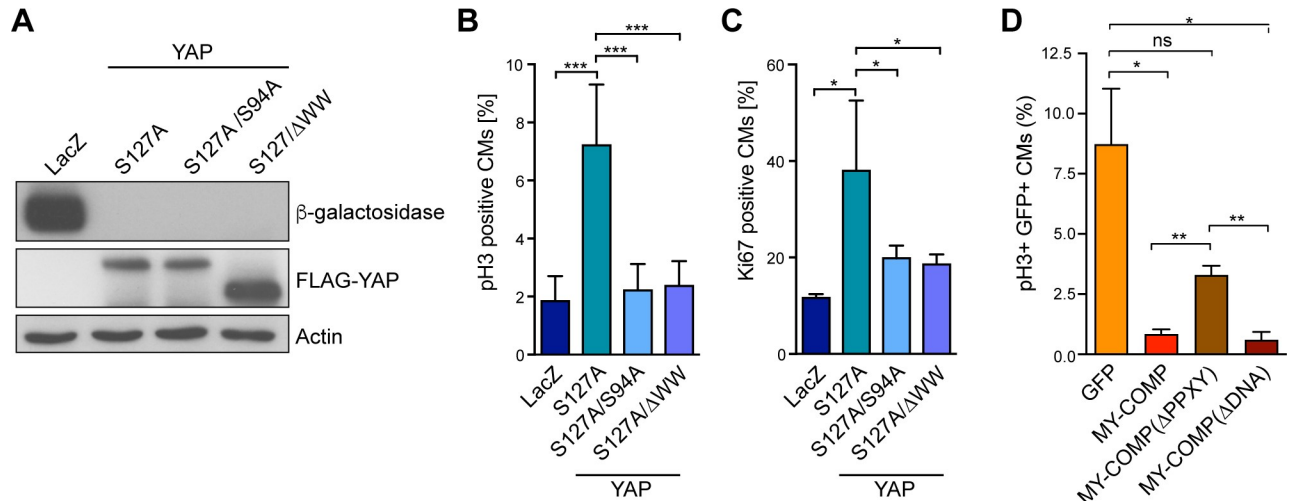 A
YAP
LacZ
S127A
S127A/S94A
S127/ΔWW
β-galactosidase
FLAG-YAP
Actin
B
pH3 positive CMs [%]
10
8
6
4
2
0
***
***
***
LacZ
S127A
S127A/S94A
S127A/ΔWW
YAP
C
Ki67 positive CMs [%]
60
40
20
0
*
*
*
LacZ
S127A
S127A/S94A
S127A/ΔWW
YAP
D
pH3+ GFP+ CMs (%)
12.5
10.0
7.5
5.0
2.5
0.0
*
ns
*
**
**
GFP
MY-COMP
MY-COMP(ΔPPXY)
MY-COMP(ΔDNA)